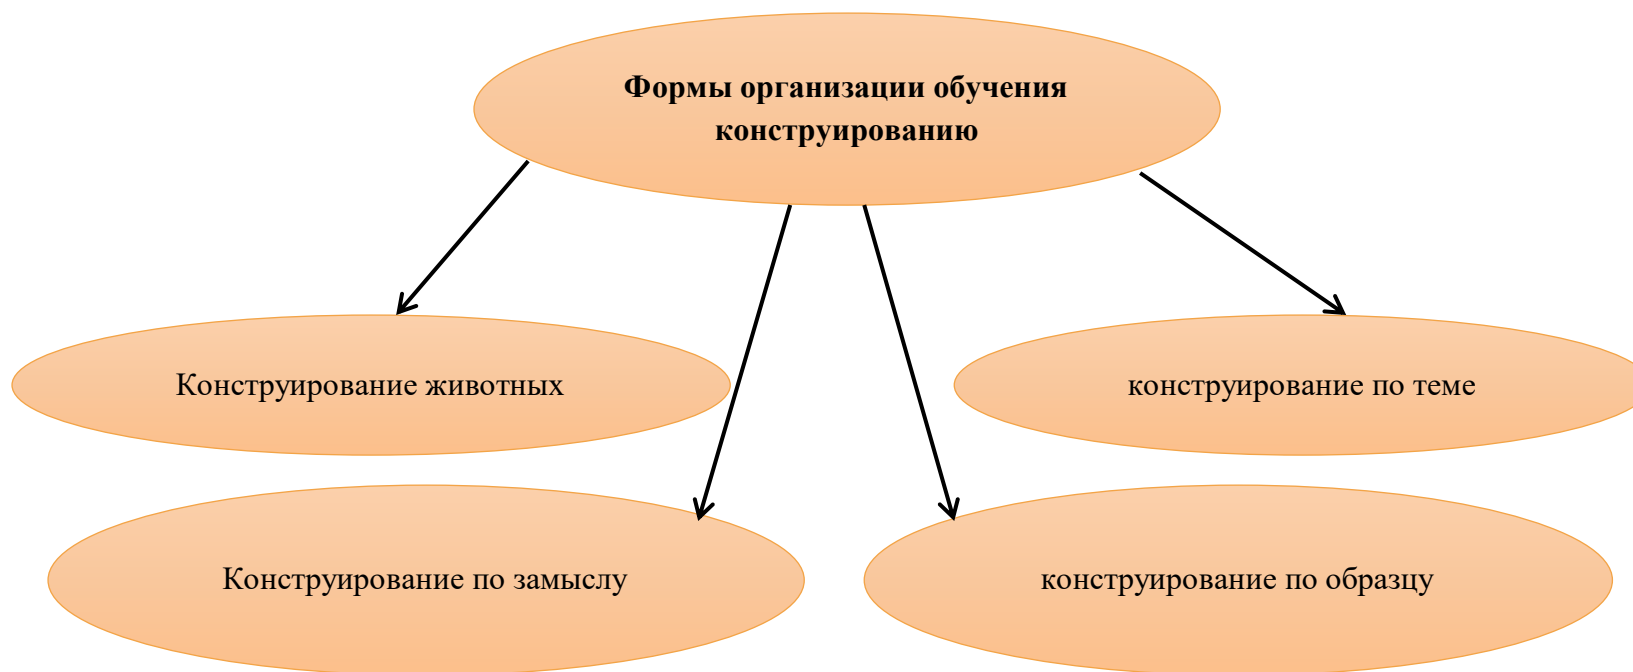 Формы организации обучения
конструированию
Конструирование животных
конструирование по теме
Конструирование по замыслу
конструирование по образцу